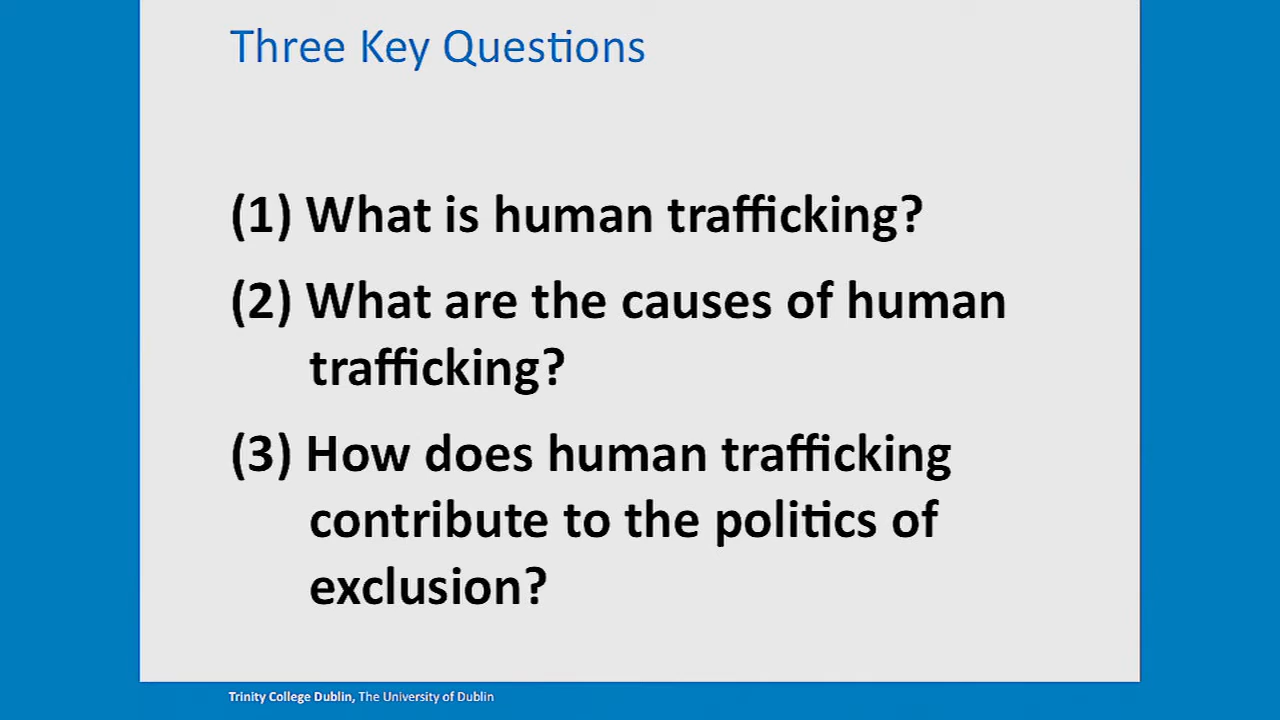 Three Key Questions
(1) What is human trafficking?
(2) What are the causes of human
trafficking?
(3) How does human trafficking
contribute to the politics of
exclusion?
Trinity College Dublin, The University of Dublin